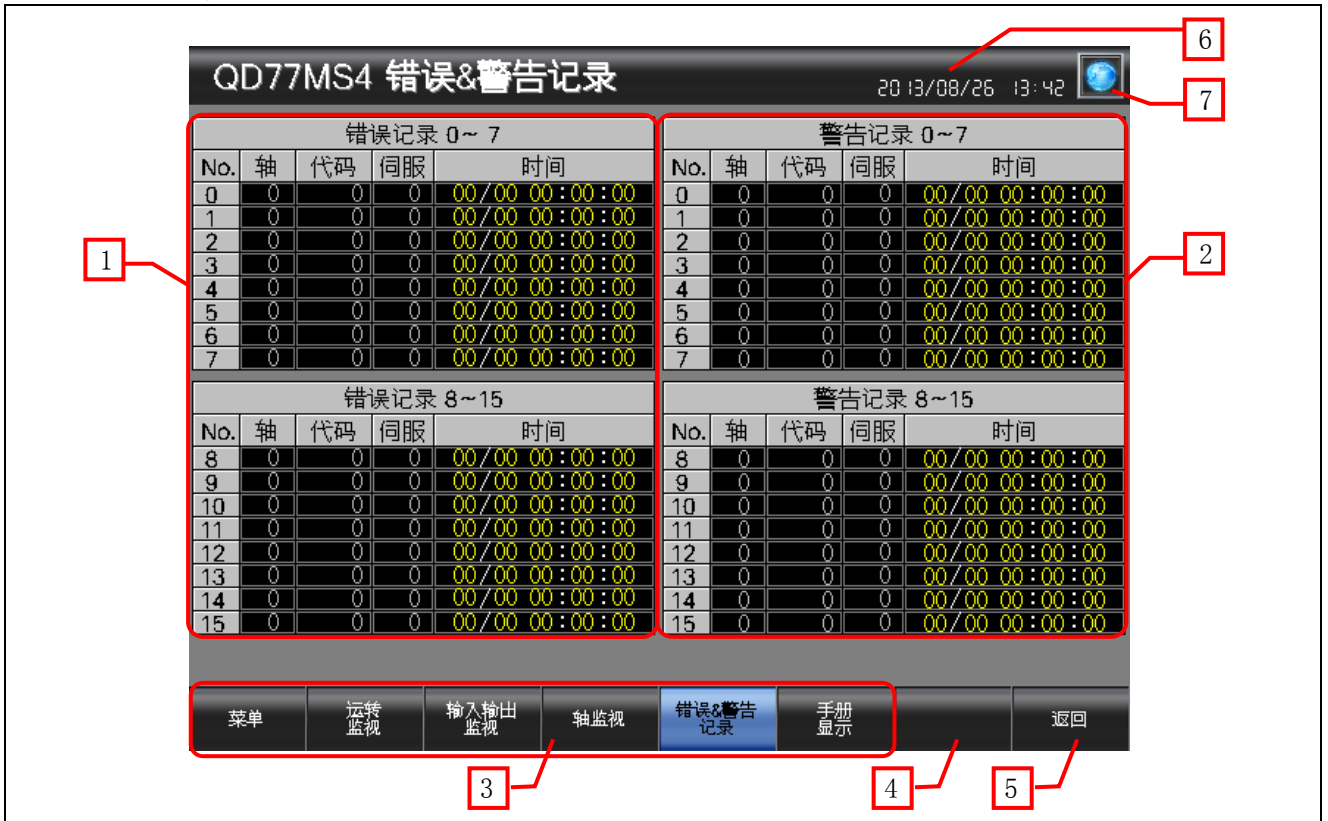 6
QD77MS4 错误&警告记录
2013/08/26 13:42
7
错误记录 0~ 7
No. 轴 代码 伺服 时间
0 0 0 0 00/00 00:00:00
1 0 0 0 00/00 00:00:00
2 0 0 0 00/00 00:00:00
3 0 0 0 00/00 00:00:00
4 0 0 0 00/00 00:00:00
5 0 0 0 00/00 00:00:00
6 0 0 0 00/00 00:00:00
7 0 0 0 00/00 00:00:00
警告记录 0~7
No. 轴 代码 伺服 时间
0 0 0 0 00/00 00:00:00
1 0 0 0 00/00 00:00:00
2 0 0 0 00/00 00:00:00
3 0 0 0 00/00 00:00:00
4 0 0 0 00/00 00:00:00
5 0 0 0 00/00 00:00:00
6 0 0 0 00/00 00:00:00
7 0 0 0 00/00 00:00:00
1
2
错误记录 8~15
No. 轴 代码 伺服 时间
8 0 0 0 00/00 00:00:00
9 0 0 0 00/00 00:00:00
10 0 0 0 00/00 00:00:00
11 0 0 0 00/00 00:00:00
12 0 0 0 00/00 00:00:00
13 0 0 0 00/00 00:00:00
14 0 0 0 00/00 00:00:00
15 0 0 0 00/00 00:00:00
警告记录 8~15
No. 轴 代码 伺服 时间
8 0 0 0 00/00 00:00:00
9 0 0 0 00/00 00:00:00
10 0 0 0 00/00 00:00:00
11 0 0 0 00/00 00:00:00
12 0 0 0 00/00 00:00:00
13 0 0 0 00/00 00:00:00
14 0 0 0 00/00 00:00:00
15 0 0 0 00/00 00:00:00
菜单
运转
监视
输入输出
监视
轴监视
错误&警告
记录
手册
显示
返回
3
4
5